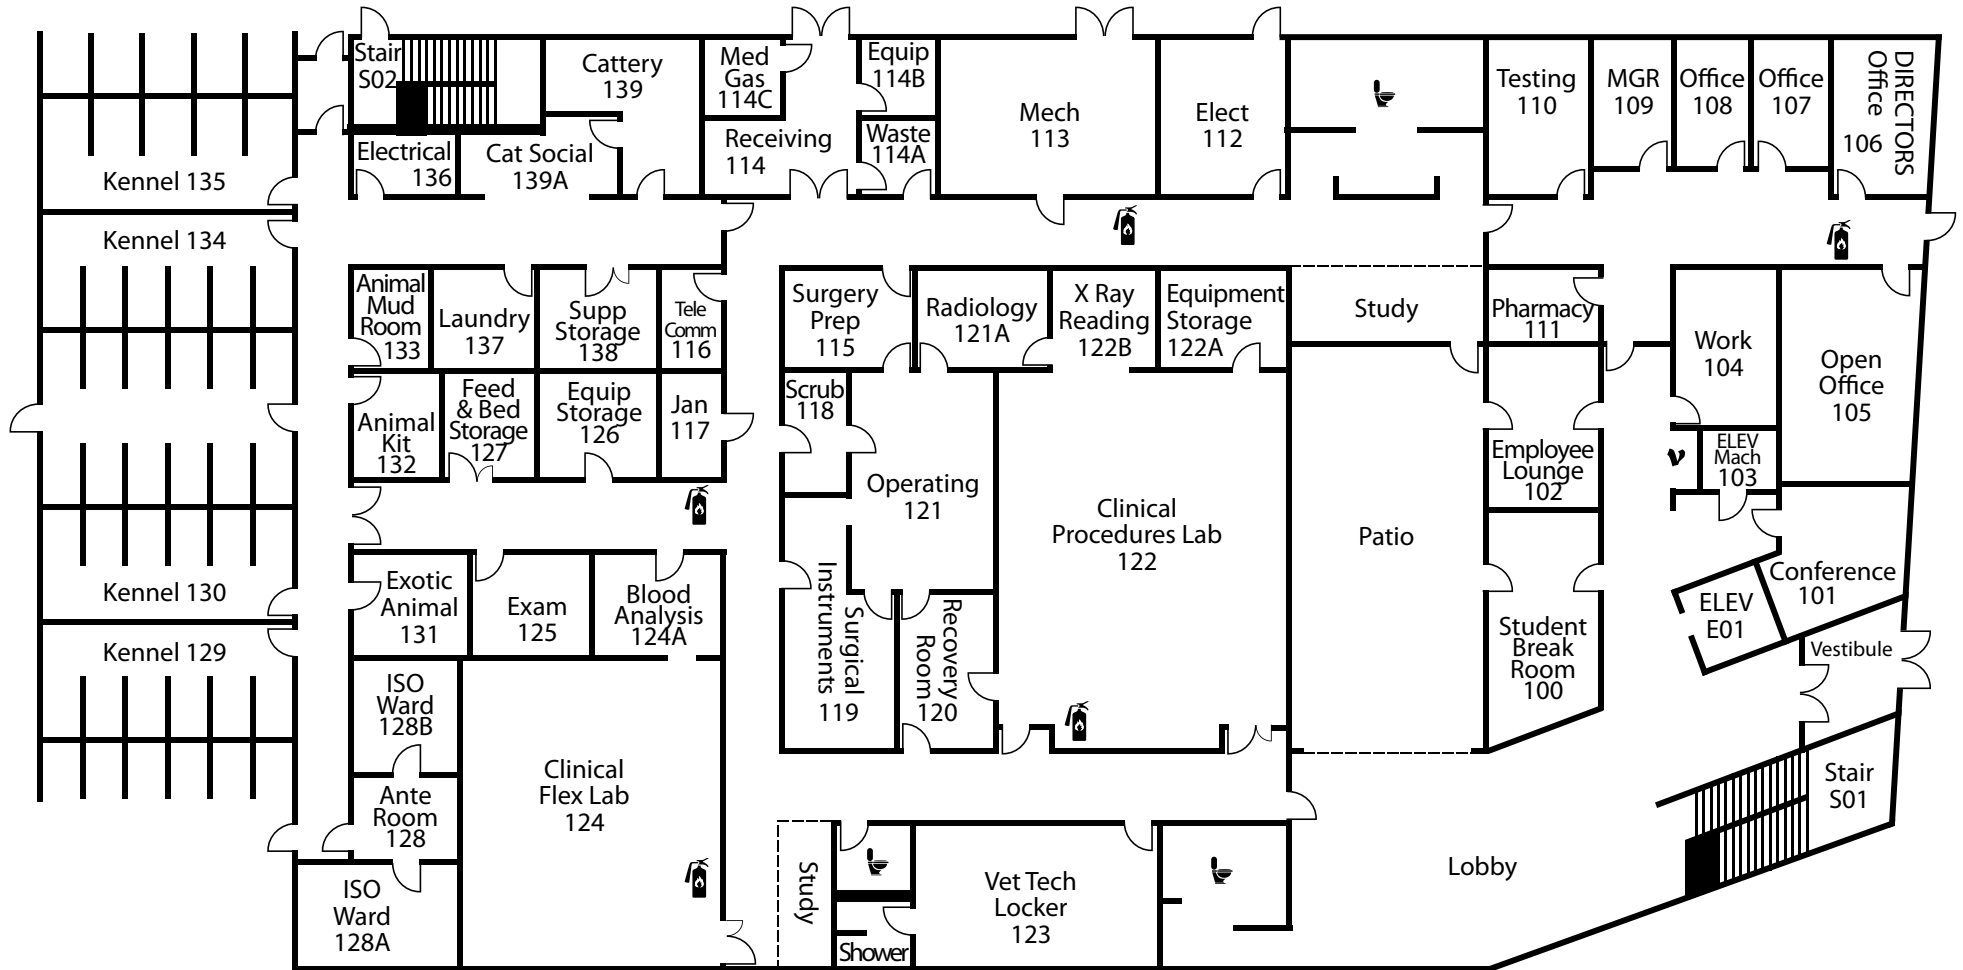 Stair
S02
Cattery
139
Med
Gas
114C
Equip
114B
Mech
113
Elect
112
Testing
110
MGR
109
Office
108
Office
107
DIRECTORS
Office
106
Receiving
114
Waste
114A
Electrical
136
Cat Social
139A
Kennel 135
Kennel 134
Animal
Mud
Room
133
Laundry
137
Supp
Storage
138
Tele
Comm
116
Surgery
Prep
115
Radiology
121A
X Ray
Reading
122B
Equipment
Storage
122A
Study
Pharmacy
111
Work
104
Open
Office
105
Animal
Kit
132
Feed
& Bed
Storage
127
Equip
Storage
126
Jan
117
Scrub
118
Operating
121
Clinical
Procedures Lab
122
Patio
Employee
Lounge
102
ELEV
Mach
103
Kennel 130
Exotic
Animal
131
Exam
125
Blood
Analysis
124A
Surgical
Instruments
119
Recovery
Room
120
Student
Break
Room
100
Conference
101
ELEV
E01
Vestibule
Kennel 129
ISO
Ward
128B
Ante
Room
128
ISO
Ward
128A
Clinical
Flex Lab
124
Study
Shower
Vet Tech
Locker
123
Lobby
Stair
S01